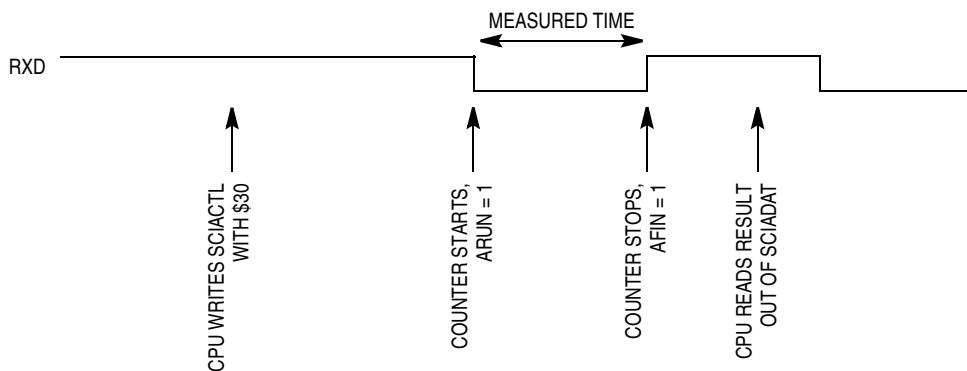 MEASURED TIME
RXD
CPU WRITES SCIACTL
WITH $30
COUNTER STARTS,
ARUN = 1
COUNTER STOPS,
AFIN = 1
CPU READS RESULT
OUT OF SCIADAT